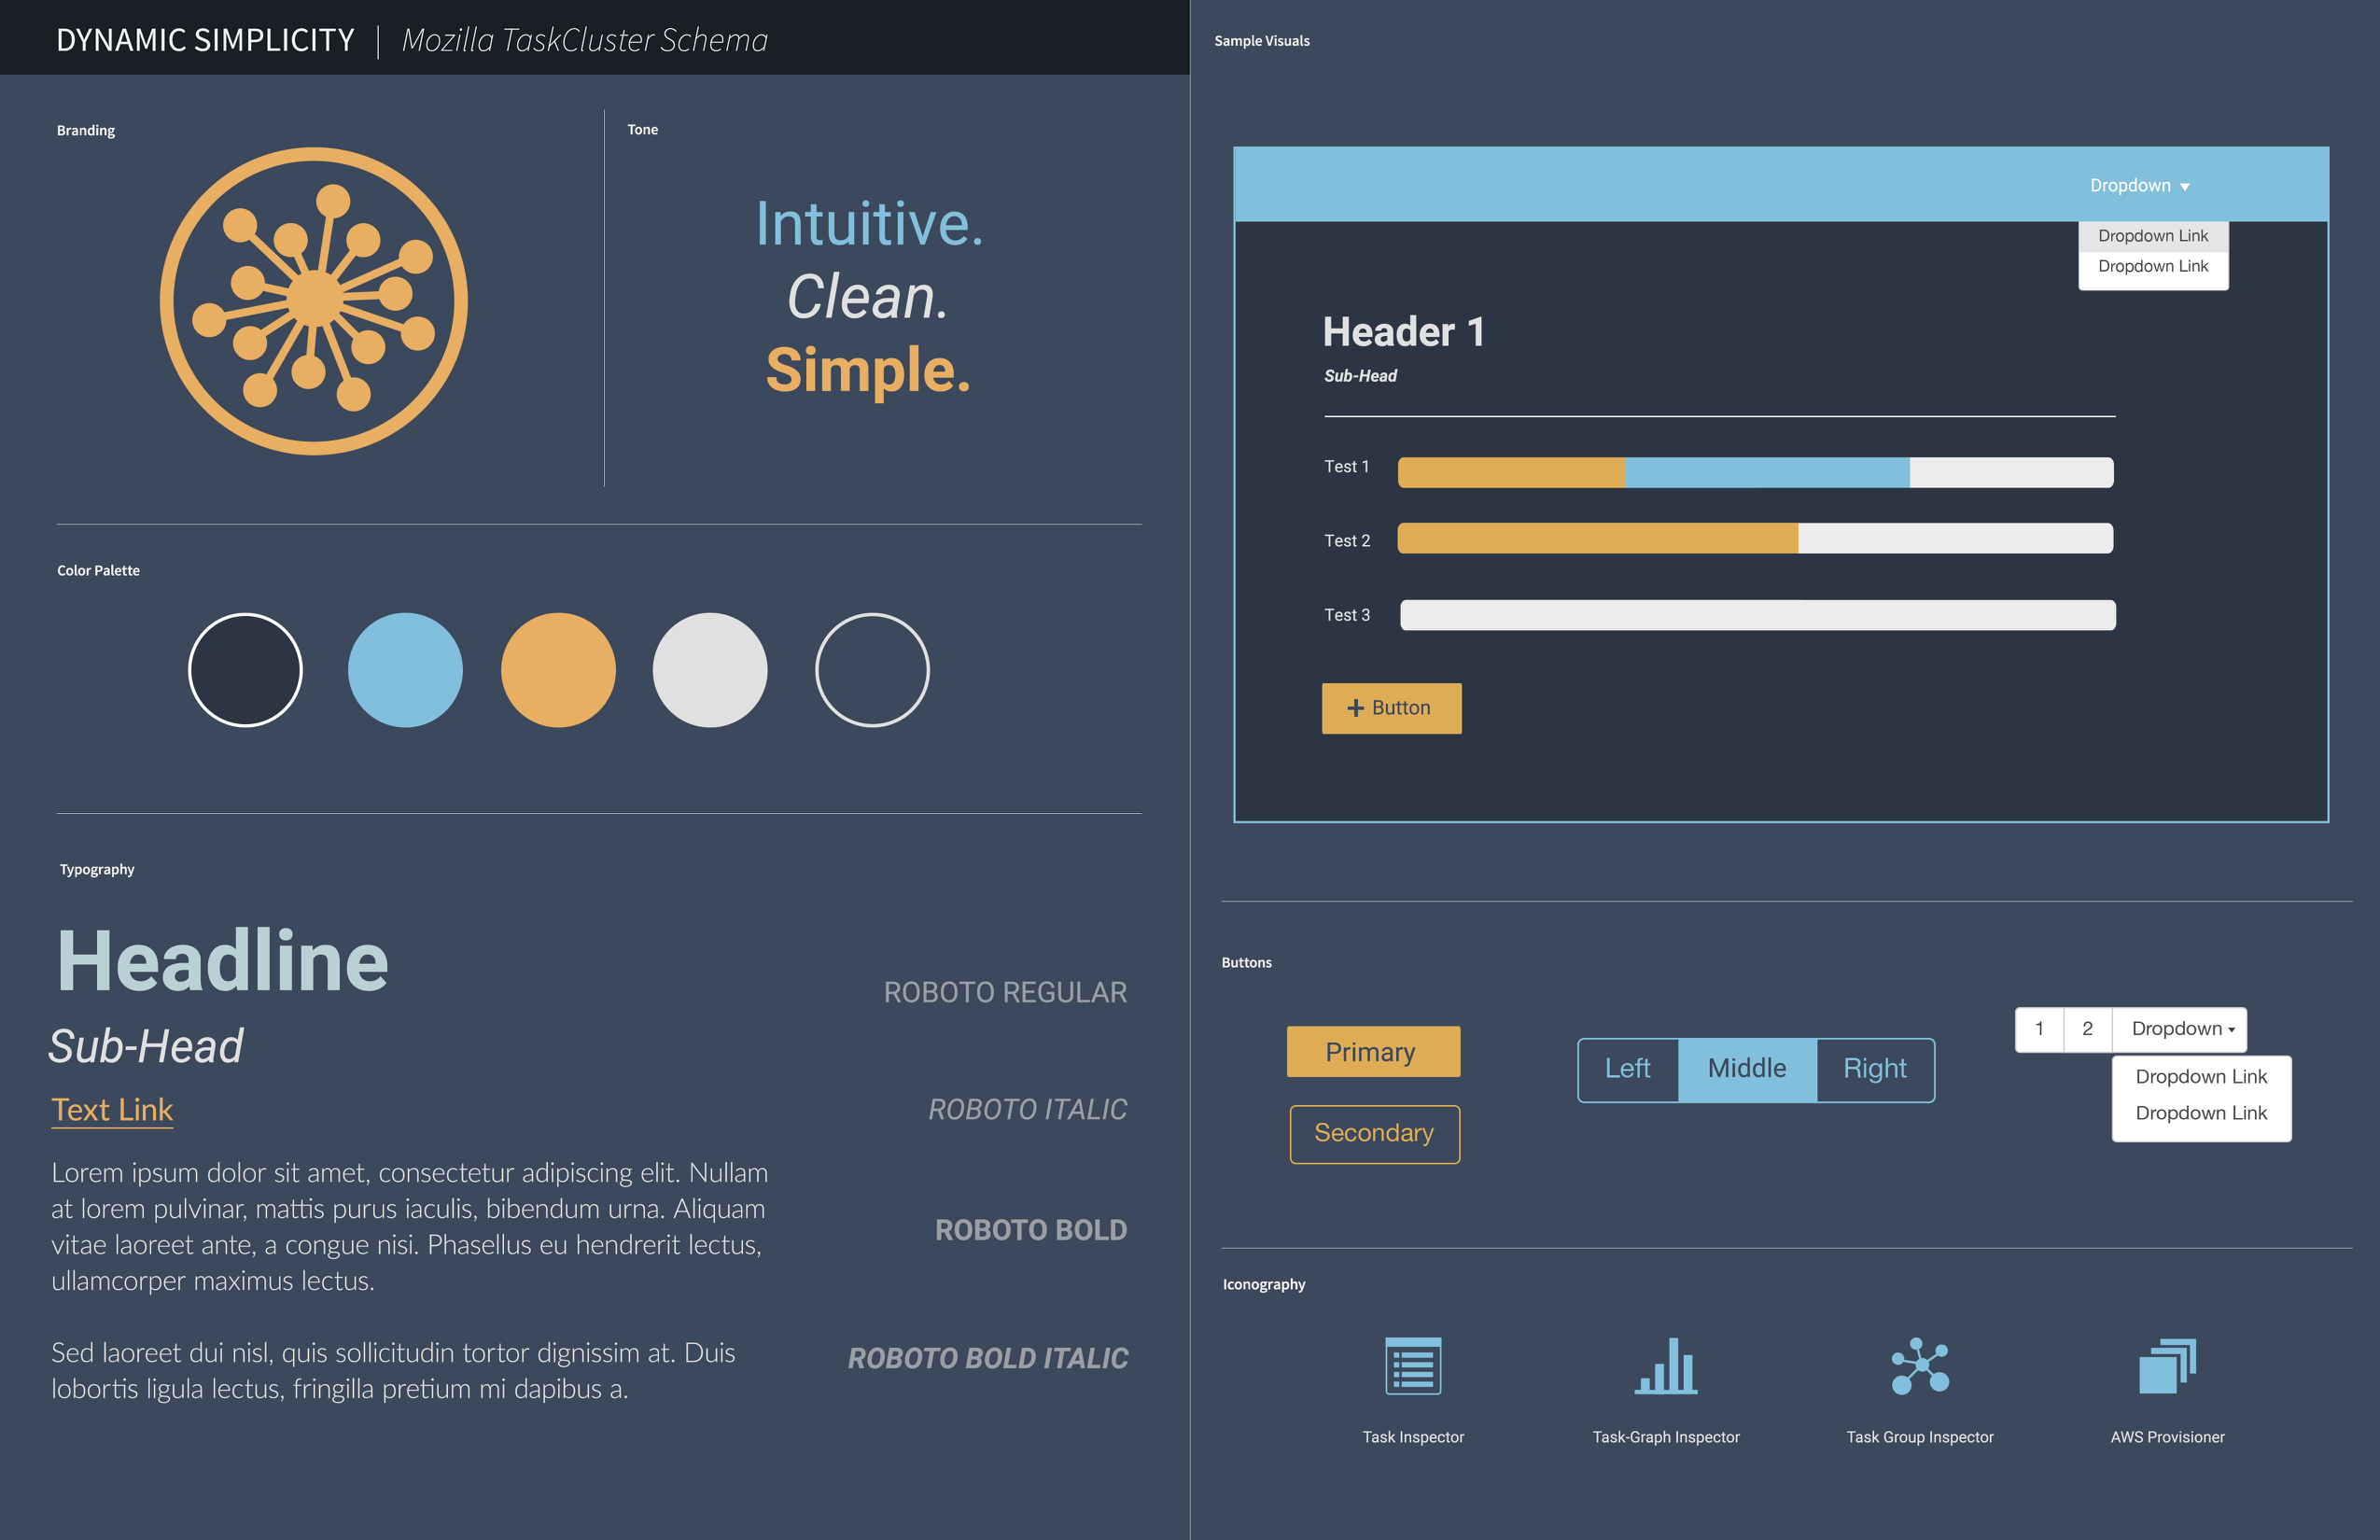 DYNAMIC SIMPLICITY | Mozilla TaskCluster Schema
Branding
Tone
Intuitive.
Clean.
Simple.
Color Palette
Typography
Headline
Sub-Head
Text Link
Lorem ipsum dolor sit amet, consectetur adipiscing elit. Nullam
at lorem pulvinar, mattis purus iaculis, bibendum urna. Aliquam
vitae laoreet ante, a congue nisi. Phasellus eu hendrerit lectus,
ullamcorper maximus lectus.
Sed laoreet dui nisl, quis sollicitudin tortor dignissim at. Duis
lobortis ligula lectus, fringilla pretium mi dapibus a.
ROBOTO REGULAR
ROBOTO ITALIC
ROBOTO BOLD
ROBOTO BOLD ITALIC
Sample Visuals
Dropdown
Dropdown Link
Dropdown Link
Header 1
Sub-Head
Test 1
Test 2
Test 3
+ Button
Buttons
Primary
Secondary
Left Middle Right
1 2 Dropdown
Dropdown Link
Dropdown Link
Iconography
Task Inspector
Task-Graph Inspector
Task Group Inspector
AWS Provisioner